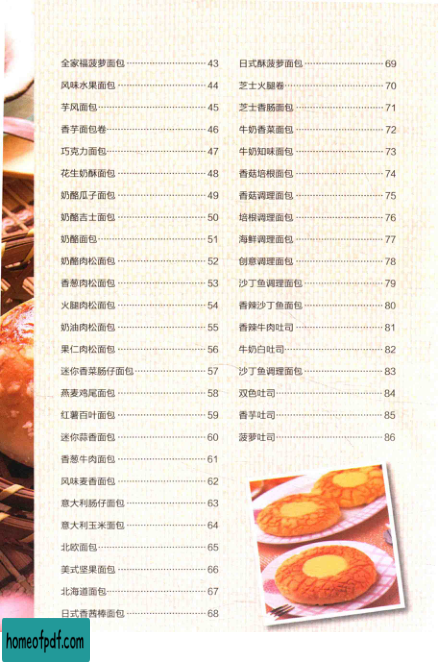 全家福菠萝面包 43
风味水果面包 44
芋风面包 45
香芋面包卷 46
巧克力面包 47
花生奶酥面包 48
奶酪瓜子面包 49
奶酪吉士面包 50
奶酪面包 51
奶酪肉松面包 52
香葱肉松面包 53
火腿肉松面包 54
奶油肉松面包 55
果仁肉松面包 56
迷你香菜肠仔面包 57
燕麦鸡尾面包 58
红薯百叶面包 59
迷你蒜香面包 60
香葱牛肉面包 61
风味麦香面包 62
意大利肠仔面包 63
意大利玉米面包 64
北欧面包 65
美式坚果面包 66
北海道面包 67
日式香茜棒面包 68
日式酥菠萝面包 69
芝士火腿卷 70
芝士香肠面包 71
牛奶香菜面包 72
牛奶知味面包 73
香菇培根面包 74
香菇调理面包 75
培根调理面包 76
海鲜调理面包 77
创意调理面包 78
沙丁鱼调理面包 79
香辣沙丁鱼面包 80
香辣牛肉吐司 81
牛奶白吐司 82
沙丁鱼调理面包 83
双色吐司 84
香芋吐司 85
菠萝吐司 86
homeofpdf.com